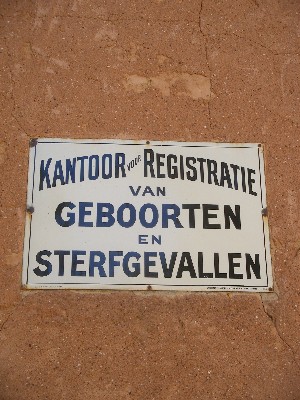 KANTOOR VOOR REGISTRATIE
VAN
GEBOORTEN
EN
STERFGEVALLEN